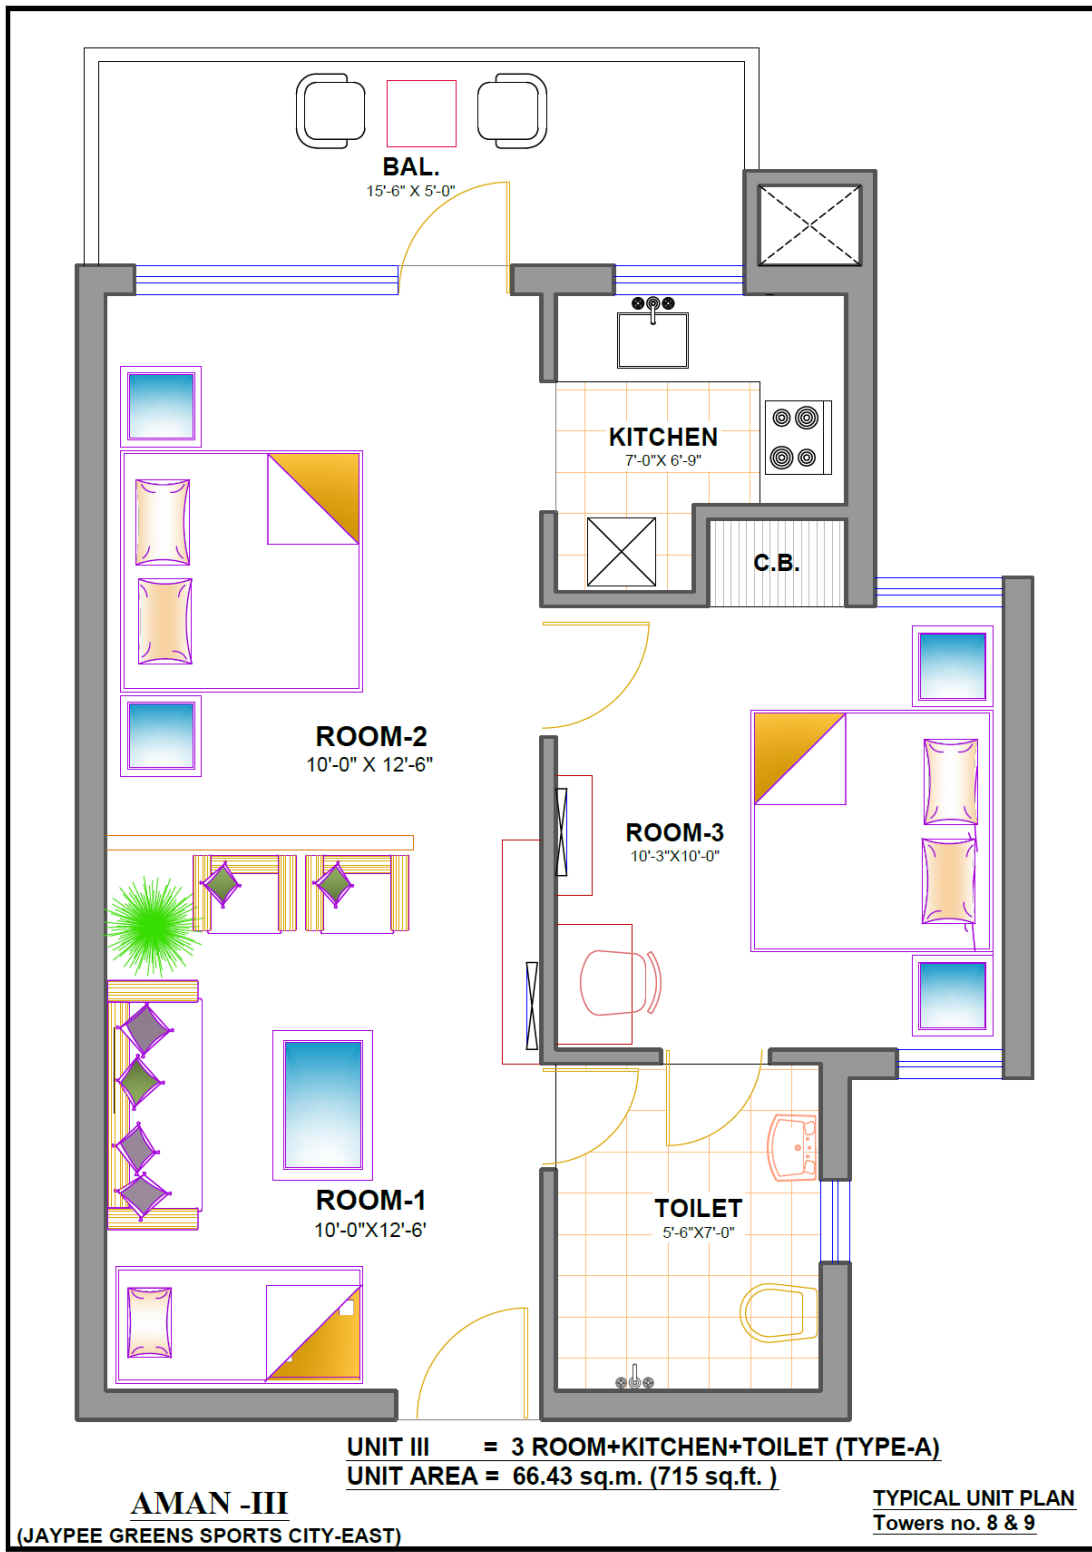 BAL.
15'-6" X 5'-0"
KITCHEN
7'-0"X 6'-9"
C.B.
ROOM-2
10'-0" X 12'-6"
ROOM-3
10'-3"X10'-0"
ROOM-1
10'-0"X12'-6'
TOILET
5'-6"X7'-0"
UNIT III = 3 ROOM+KITCHEN+TOILET (TYPE-A)
UNIT AREA = 66.43 sq.m. (715 sq.ft. )
AMAN -III
(JAYPEE GREENS SPORTS CITY-EAST)
TYPICAL UNIT PLAN
Towers no. 8 & 9